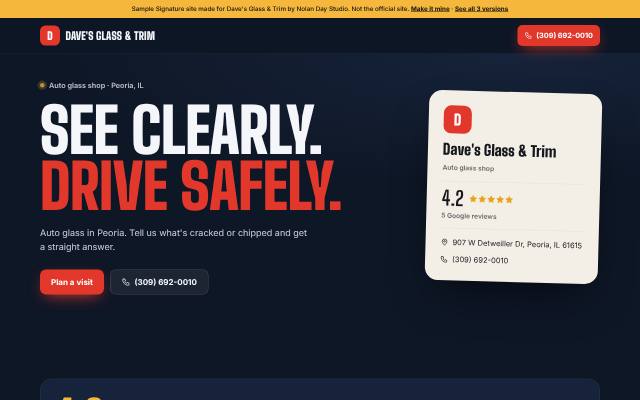 Sample Signature site made for Dave's Glass & Trim by Nolan Day Studio. Not the official site. Make it mine · See all 3 versions
D DAVE'S GLASS & TRIM
(309) 692-0010
Auto glass shop · Peoria, IL
SEE CLEARLY.
DRIVE SAFELY.
Auto glass in Peoria. Tell us what's cracked or chipped and get
a straight answer.
Plan a visit
(309) 692-0010
D
Dave's Glass & Trim
Auto glass shop
4.2
5 Google reviews
907 W Detweiller Dr, Peoria, IL 61615
(309) 692-0010